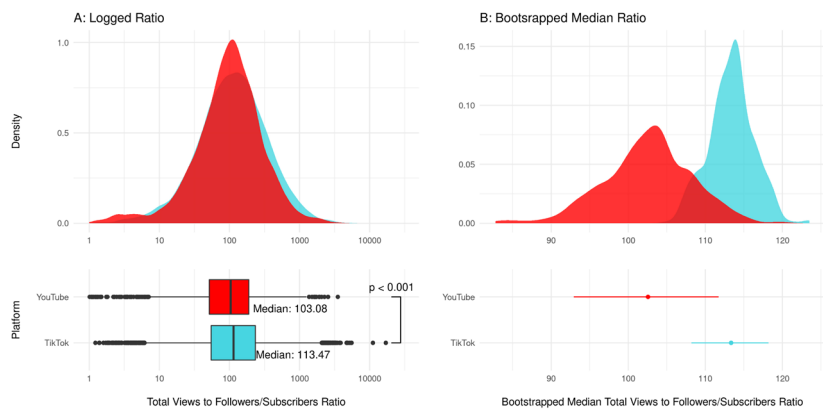 A: Logged Ratio
B: Bootsrapped Median Ratio
Density
1.0
0.5
0.0
1 10 100 1000 10000
0.15
0.10
0.05
0.00
90 100 110 120
Platform
YouTube
TikTok
p < 0.001
Median: 103.08
Median: 113.47
1 10 100 1000 10000
Total Views to Followers/Subscribers Ratio
YouTube
TikTok
90 100 110 120
Bootstrapped Median Total Views to Followers/Subscribers Ratio